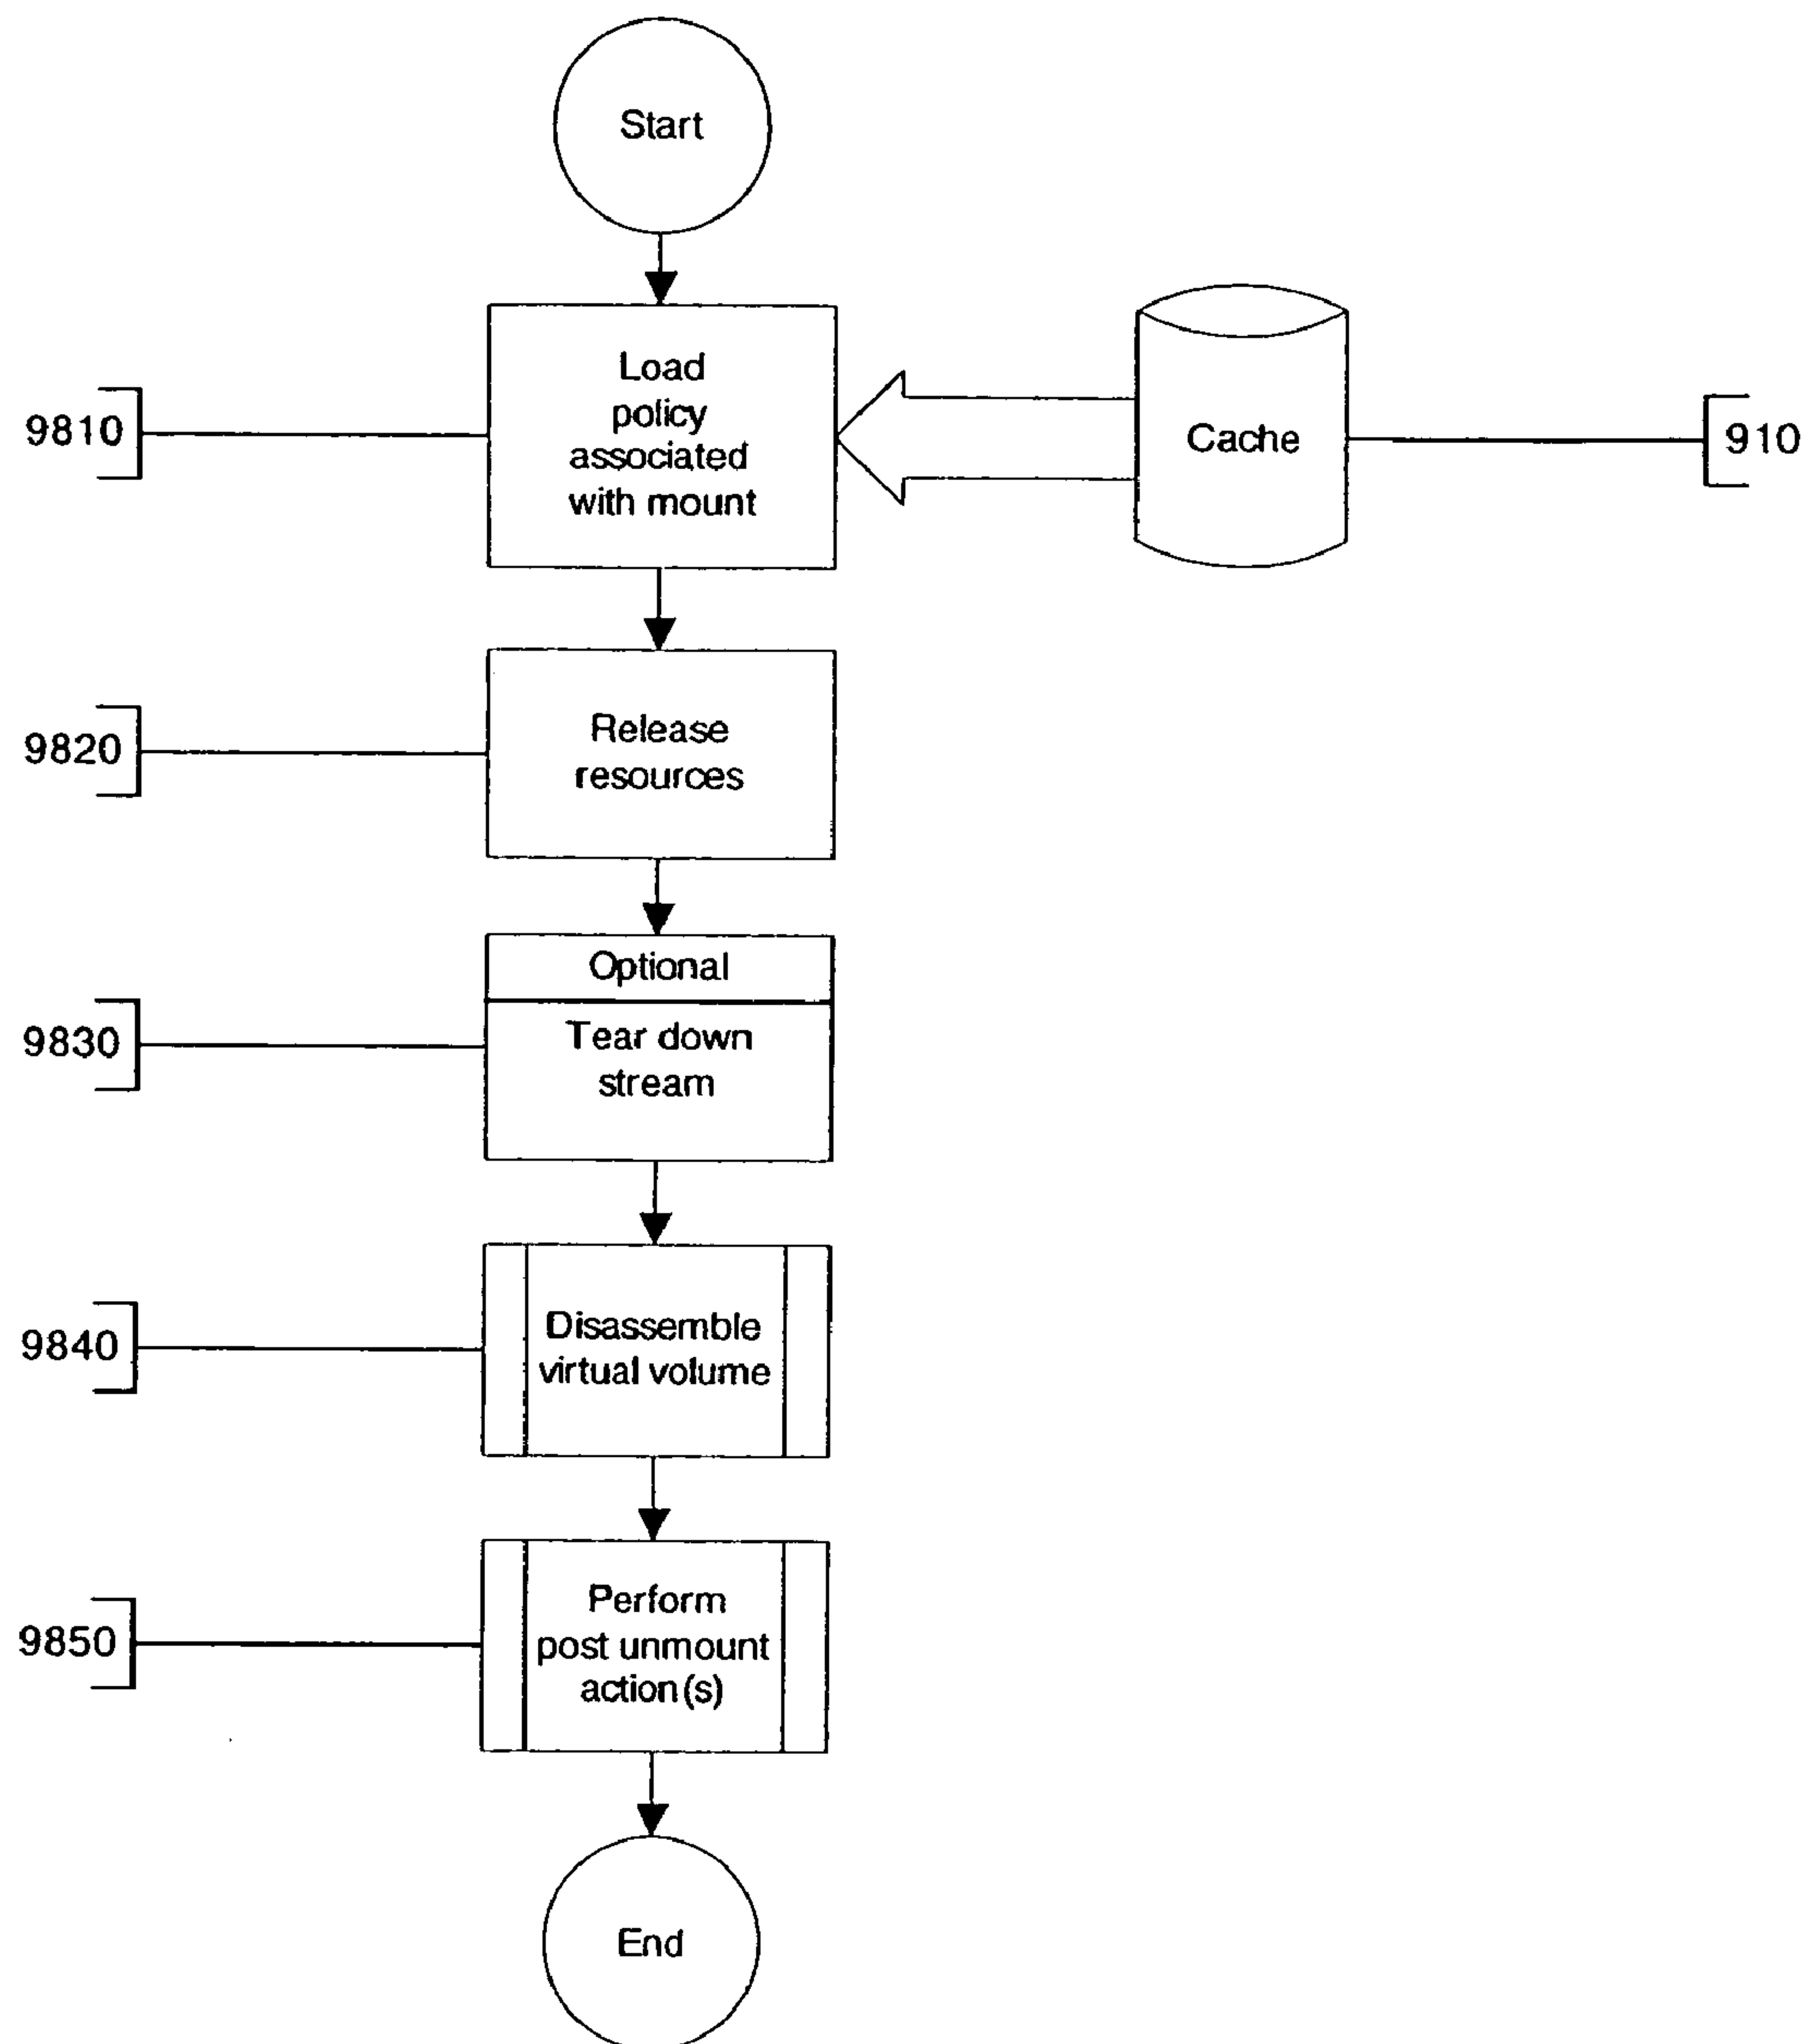 Start
Load
policy
associated
with mount
9810
Cache
910
Release
resources
9820
Optional
Tear down
stream
9830
Disassemble
virtual volume
9840
Perform
post unmount
action(s)
9850
End